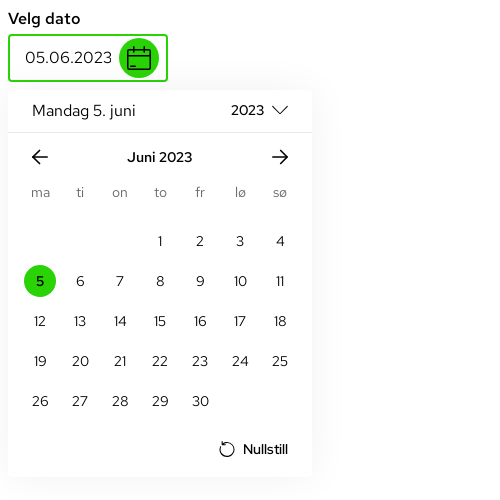 Velg dato
05.06.2023
Mandag 5. juni 2023
Juni 2023
ma ti on to fr lø sø
1 2 3 4
5 6 7 8 9 10 11
12 13 14 15 16 17 18
19 20 21 22 23 24 25
26 27 28 29 30
Nullstill